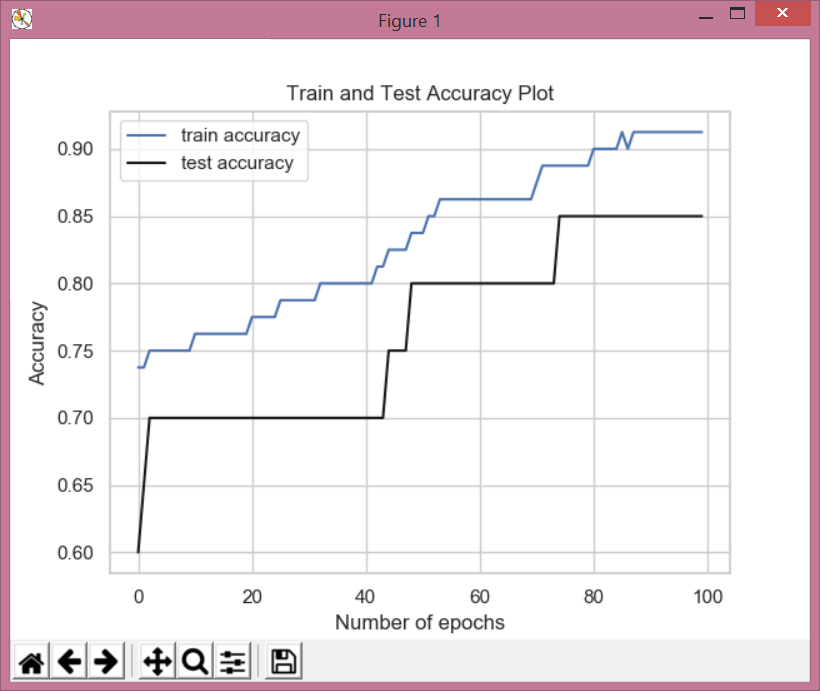 Figure 1
Train and Test Accuracy Plot
train accuracy
test accuracy
0.90
0.85
0.80
0.75
0.70
0.65
0.60
Accuracy
0 20 40 60 80 100
Number of epochs